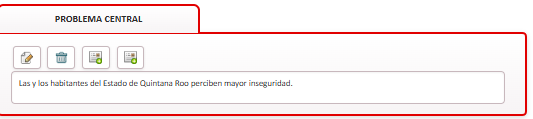 PROBLEMA CENTRAL
Las y los habitantes del Estado de Quintana Roo perciben mayor inseguridad.